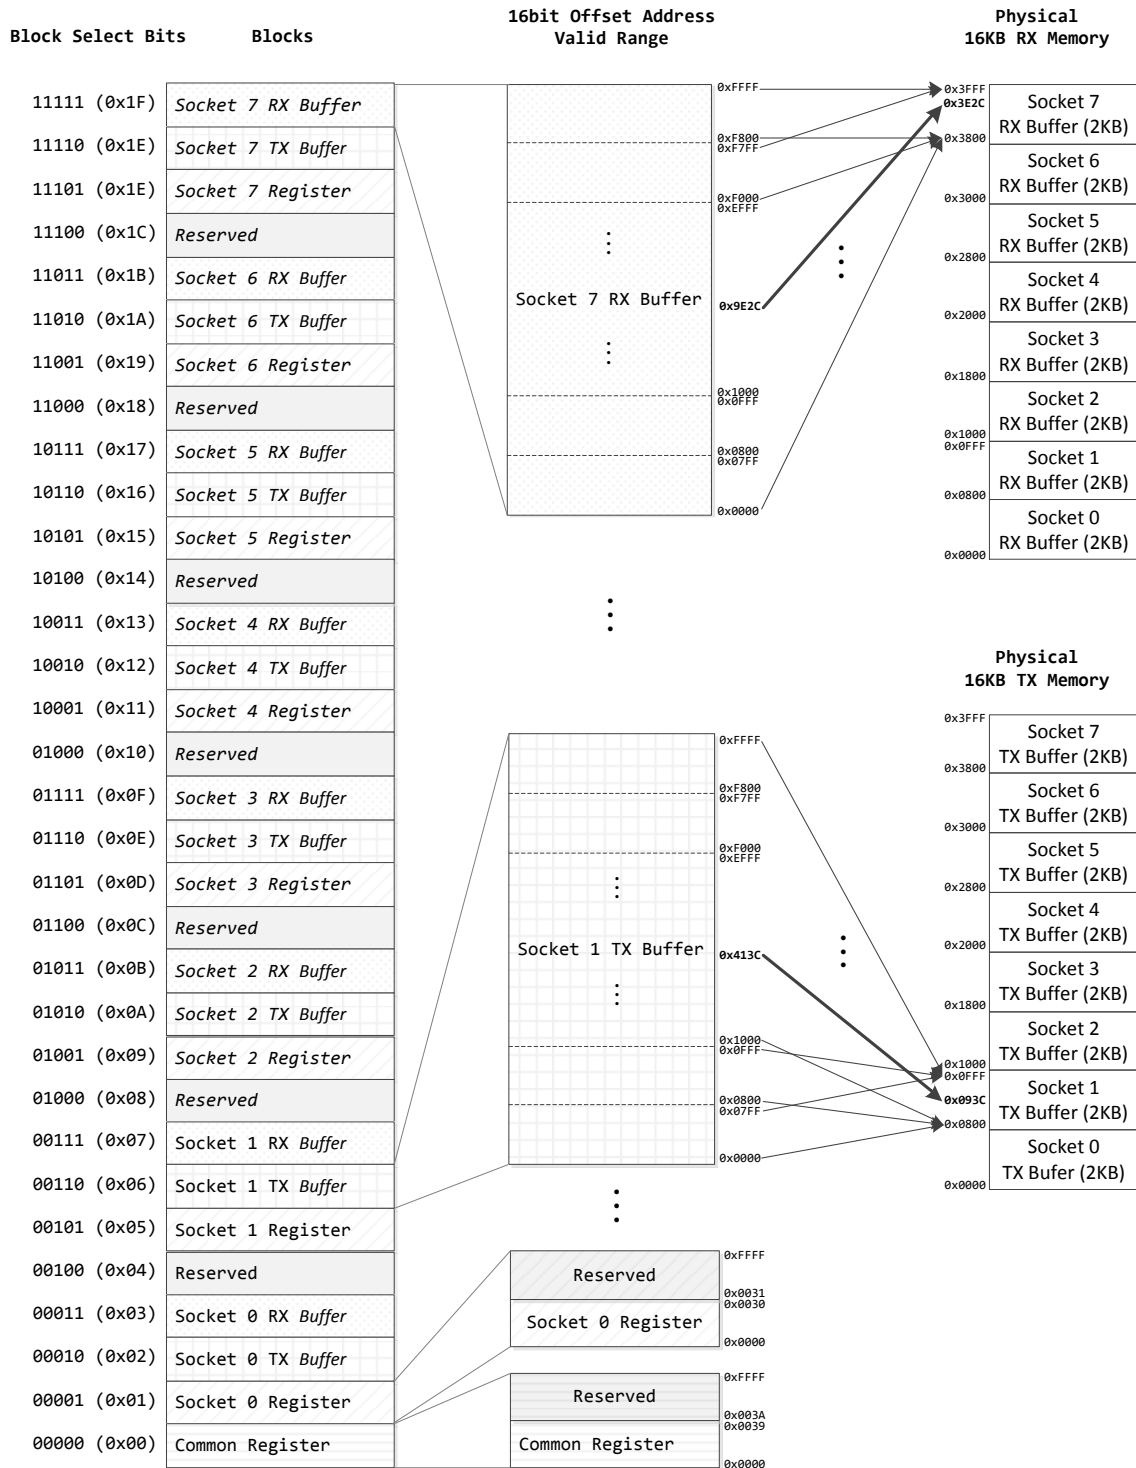 Block Select Bits
Blocks
16bit Offset Address
Valid Range
Physical
16KB RX Memory
11111 (0x1F) Socket 7 RX Buffer
11110 (0x1E) Socket 7 TX Buffer
11101 (0x1E) Socket 7 Register
11100 (0x1C) Reserved
11011 (0x1B) Socket 6 RX Buffer
11010 (0x1A) Socket 6 TX Buffer
11001 (0x19) Socket 6 Register
11000 (0x18) Reserved
10111 (0x17) Socket 5 RX Buffer
10110 (0x16) Socket 5 TX Buffer
10101 (0x15) Socket 5 Register
10100 (0x14) Reserved
10011 (0x13) Socket 4 RX Buffer
10010 (0x12) Socket 4 TX Buffer
10001 (0x11) Socket 4 Register
01000 (0x10) Reserved
01111 (0x0F) Socket 3 RX Buffer
01110 (0x0E) Socket 3 TX Buffer
01101 (0x0D) Socket 3 Register
01100 (0x0C) Reserved
01011 (0x0B) Socket 2 RX Buffer
01010 (0x0A) Socket 2 TX Buffer
01001 (0x09) Socket 2 Register
01000 (0x08) Reserved
00111 (0x07) Socket 1 RX Buffer
00110 (0x06) Socket 1 TX Buffer
00101 (0x05) Socket 1 Register
00100 (0x04) Reserved
00011 (0x03) Socket 0 RX Buffer
00010 (0x02) Socket 0 TX Buffer
00001 (0x01) Socket 0 Register
00000 (0x00) Common Register
0xFFFF
0xF800
0xF7FF
0xF000
0xEFFF
Socket 7 RX Buffer
0x9E2C
0x1000
0x0FFF
0x0800
0x07FF
0x0000
0x3FFF
0x3E2C
Socket 7
RX Buffer (2KB)
0x3800
Socket 6
RX Buffer (2KB)
0x3000
Socket 5
RX Buffer (2KB)
0x2800
Socket 4
RX Buffer (2KB)
0x2000
Socket 3
RX Buffer (2KB)
0x1800
Socket 2
RX Buffer (2KB)
0x1000
0x0FFF
Socket 1
RX Buffer (2KB)
0x0800
Socket 0
RX Buffer (2KB)
0x0000
0xFFFF
0xF800
0xF7FF
0xF000
0xEFFF
Socket 1 TX Buffer
0x413C
0x1000
0x0FFF
0x0800
0x07FF
0x0000
Physical
16KB TX Memory
0x3FFF
Socket 7
TX Buffer (2KB)
0x3800
Socket 6
TX Buffer (2KB)
0x3000
Socket 5
TX Buffer (2KB)
0x2800
Socket 4
TX Buffer (2KB)
0x2000
Socket 3
TX Buffer (2KB)
0x1800
Socket 2
TX Buffer (2KB)
0x1000
0x0FFF
Socket 1
0x093C
TX Buffer (2KB)
0x0800
Socket 0
TX Bufer (2KB)
0x0000
0xFFFF
Reserved
0x0031
0x0030
Socket 0 Register
0x0000
0xFFFF
Reserved
0x003A
0x0039
Common Register
0x0000